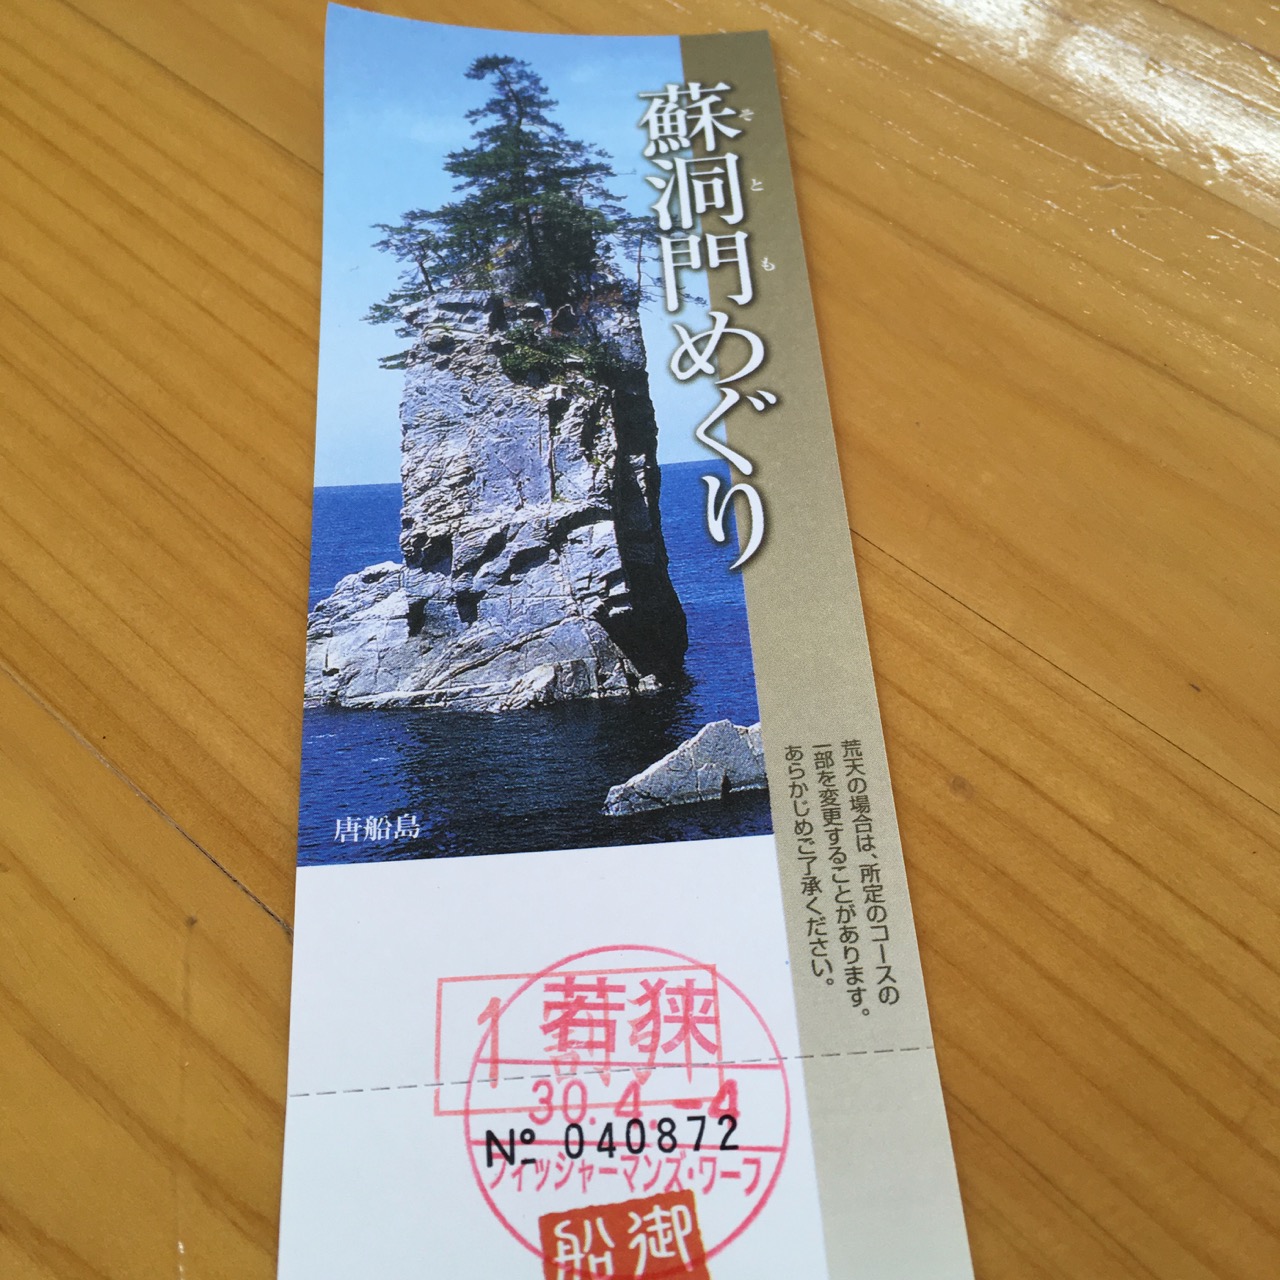 蘇洞門めぐり
そとも
荒天の場合は、所定のコースの
一部を変更することがあります。
あらかじめご了承ください。
唐船島
若狭
30.4.-4
№ 040872
フィッシャーマンズ・ワーフ
御
船